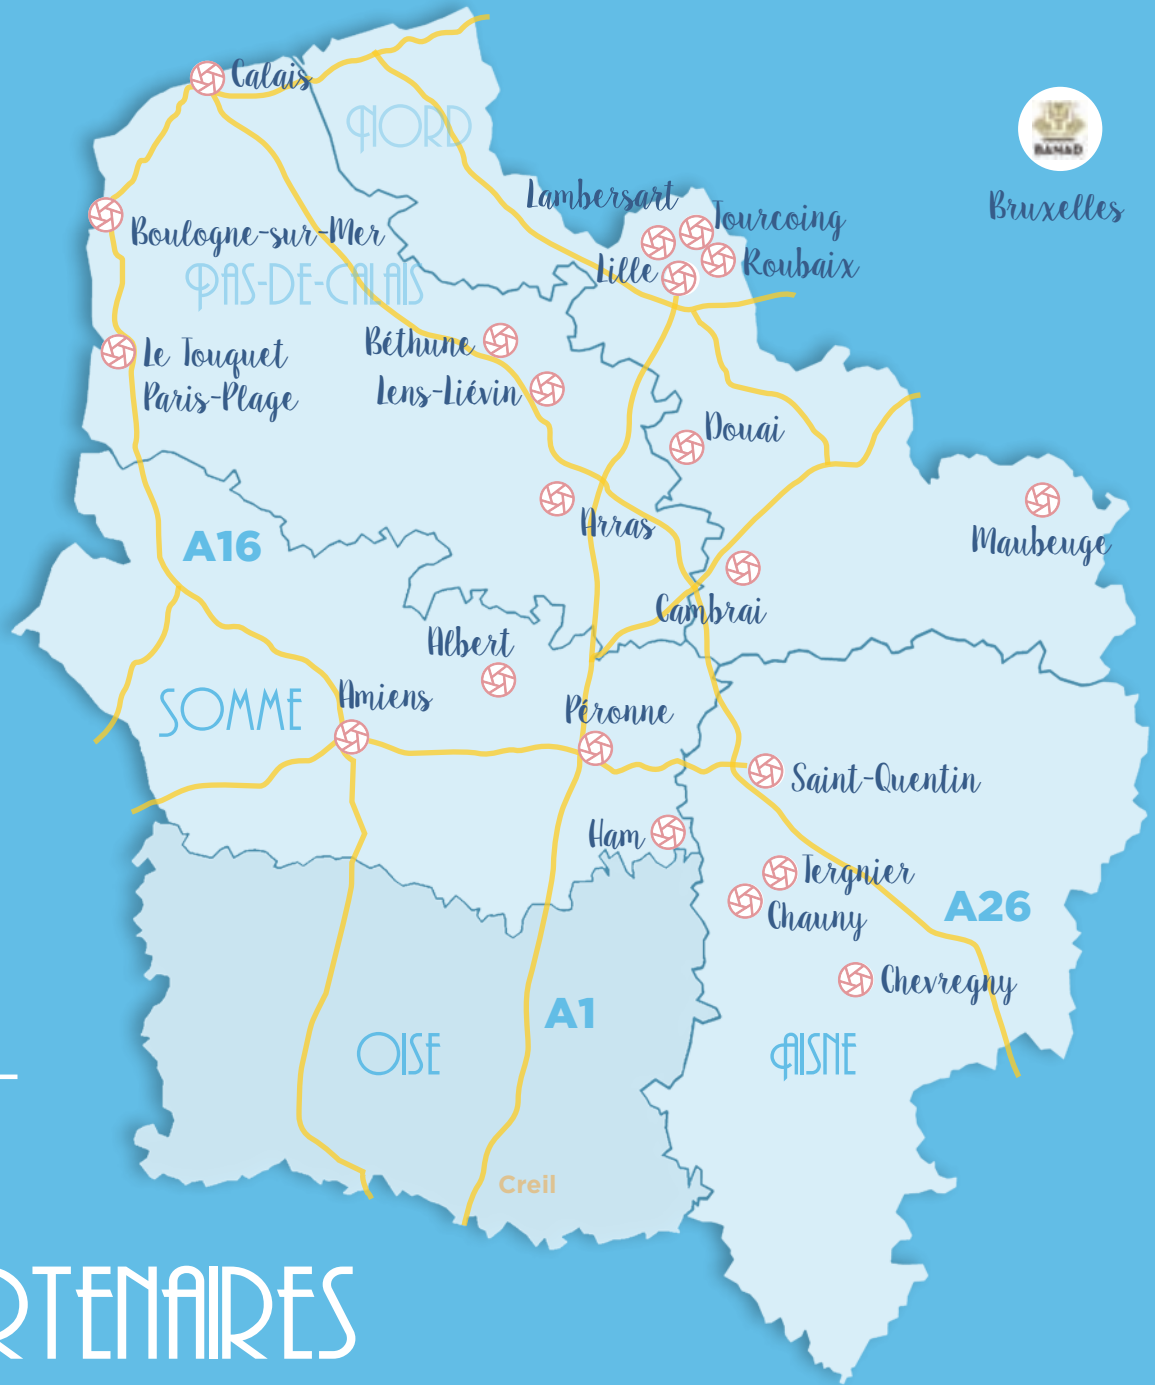 Calais
NORD
BANAD
Bruxelles
Lambersart
Tourcoing
Boulogne-sur-Mer
Lille
Roubaix
PAS-DE-CALAIS
Béthune
Le Touquet
Paris-Plage
Lens-Liévin
Douai
Arras
Maubeuge
A16
Cambrai
Albert
SOMME
Amiens
Péronne
Saint-Quentin
Ham
Tergnier
Chauny
A26
Chevregny
A1
OISE
AISNE
Creil
RTENAIRES